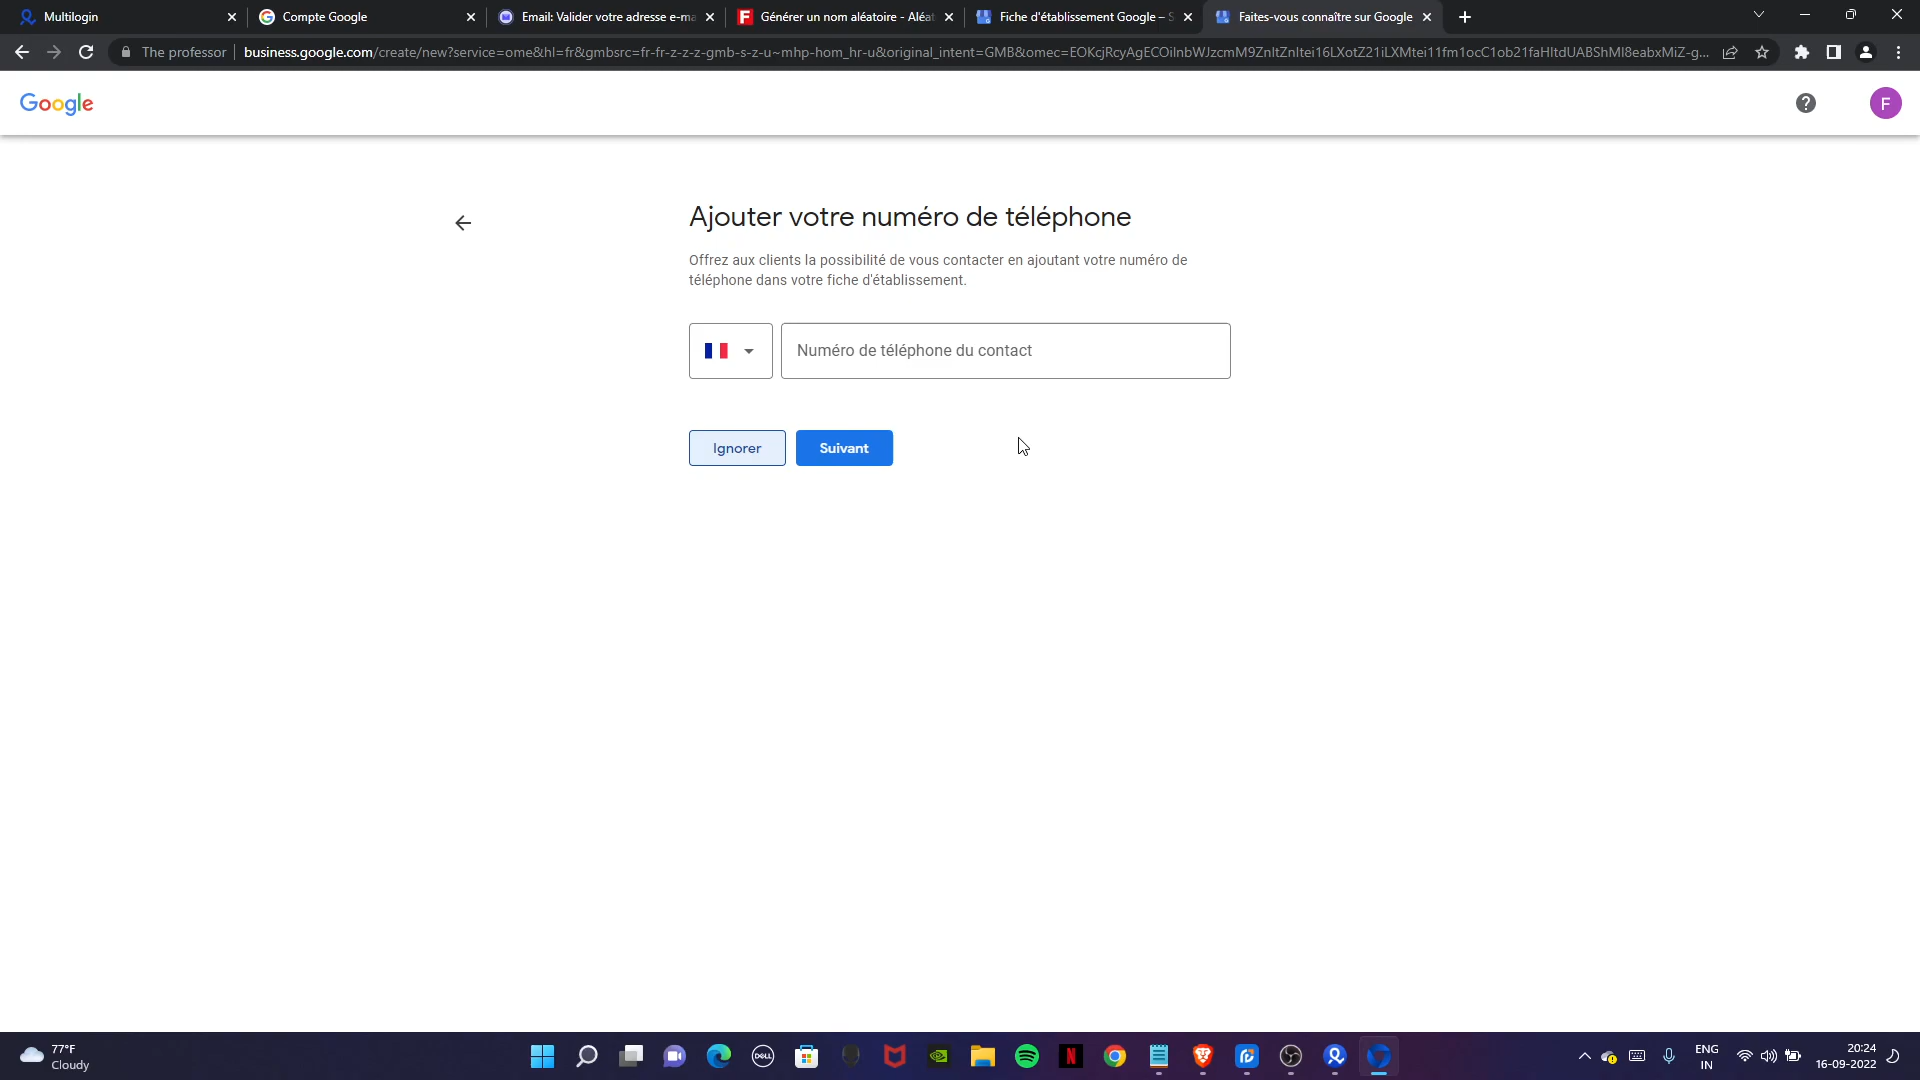 Multilogin
Compte Google
Email: Valider votre adresse e-ma
Générer un nom aléatoire - Aléat
Fiche d'établissement Google – S
Faites-vous connaître sur Google
The professor
business.google.com/create/new?service=ome&hl=fr&gmbsrc=fr-fr-z-z-z-gmb-s-z-u~mhp-hom_hr-u&original_intent=GMB&omec=
Google
F
Ajouter votre numéro de téléphone
Offrez aux clients la possibilité de vous contacter en ajoutant votre numéro de
téléphone dans votre fiche d'établissement.
Numéro de téléphone du contact
Ignorer
Suivant
77°F
Cloudy
DELL
ENG
IN
20:24
16-09-2022